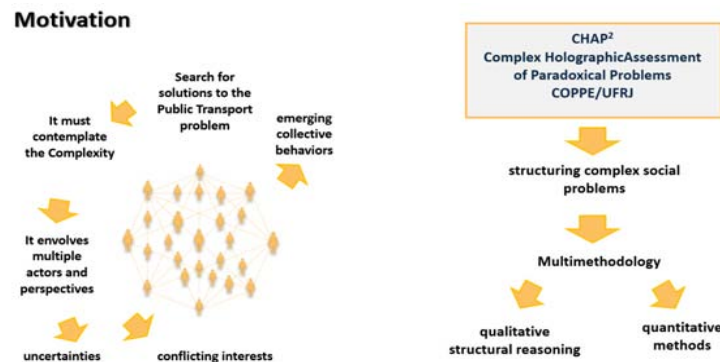 Motivation
Search for
solutions to the
Public Transport
problem
It must
contemplate
the Complexity
It envolves
multiple
actors and
perspectives
uncertainties
conflicting interests
emerging
collective
behaviors
CHAP²
Complex HolographicAssessment
of Paradoxical Problems
COPPE/UFRJ
structuring complex social
problems
Multimethodology
qualitative
structural reasoning
quantitative
methods